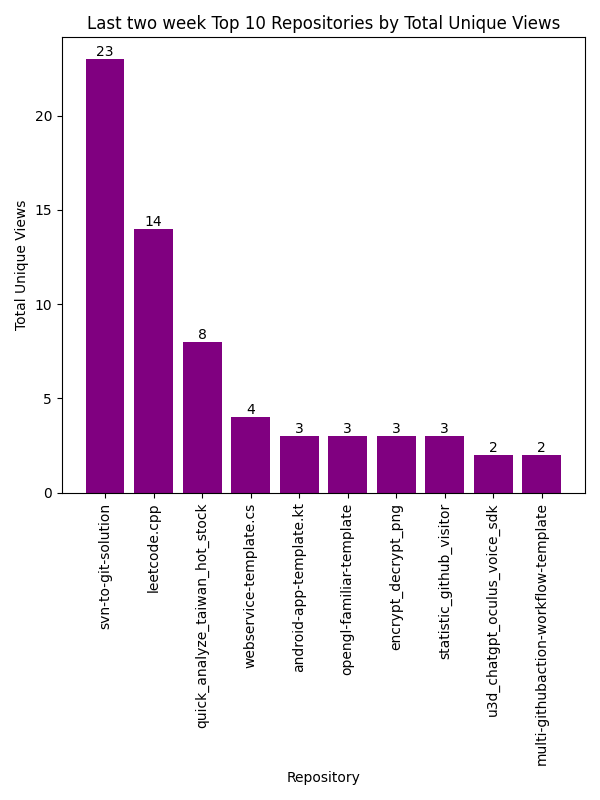 Last two week Top 10 Repositories by Total Unique Views
Total Unique Views
20
15
10
5
0
23
14
8
4
3
3
3
3
2
2
svn-to-git-solution
leetcode.cpp
quick_analyze_taiwan_hot_stock
webservice-template.cs
android-app-template.kt
opengl-familiar-template
encrypt_decrypt_png
statistic_github_visitor
u3d_chatgpt_oculus_voice_sdk
multi-githubaction-workflow-template
Repository